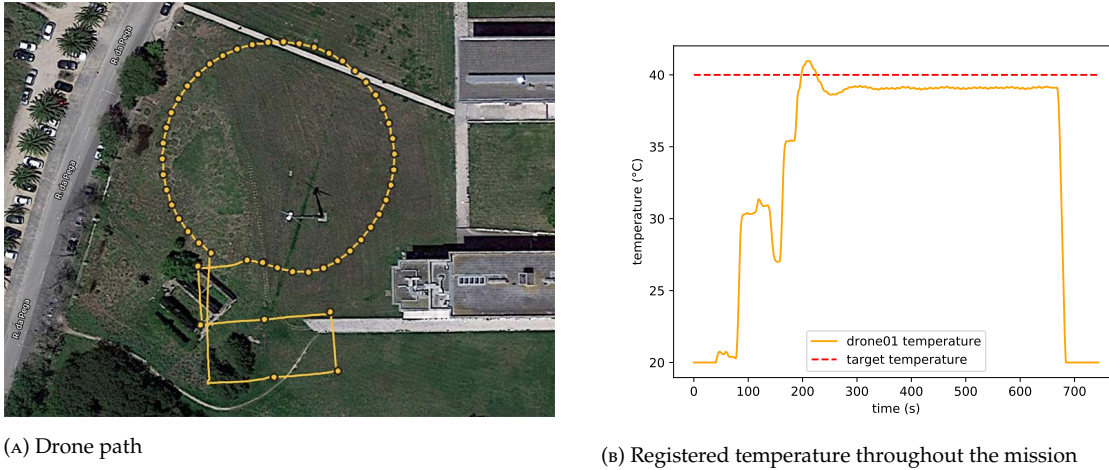 R. da Pega
R. da Pega
R. da Pega
40
35
30
25
20
temperature (°C)
drone01 temperature
target temperature
0 100 200 300 400 500 600 700
time (s)
(A) Drone path
(B) Registered temperature throughout the mission